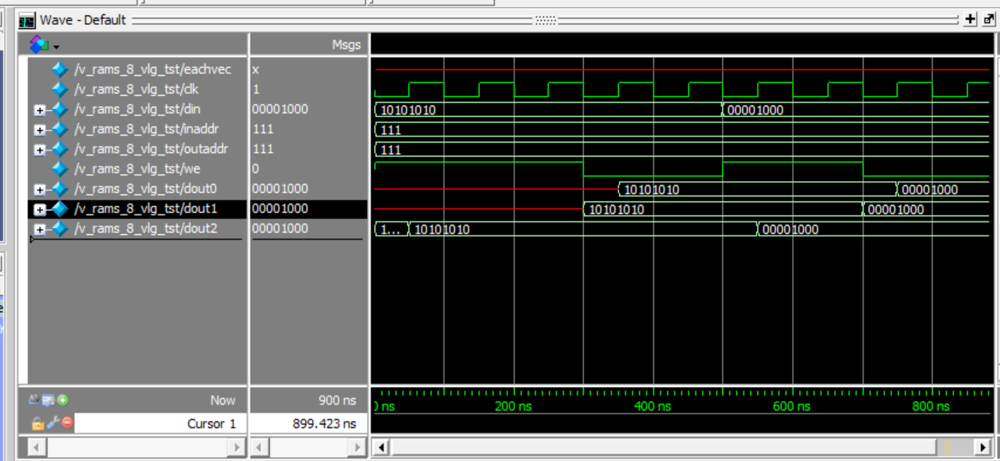 Wave - Default
Msgs
/v_rams_8_vlg_tst/eachvec x
/v_rams_8_vlg_tst/clk 1
/v_rams_8_vlg_tst/din 00001000 10101010 00001000
/v_rams_8_vlg_tst/inaddr 111 111
/v_rams_8_vlg_tst/outaddr 111 111
/v_rams_8_vlg_tst/we 0
/v_rams_8_vlg_tst/dout0 00001000 10101010 00001000
/v_rams_8_vlg_tst/dout1 00001000 10101010 00001000
/v_rams_8_vlg_tst/dout2 00001000 1... 10101010 00001000
Now 900 ns ns 200 ns 400 ns 600 ns 800 ns
Cursor 1 899.423 ns